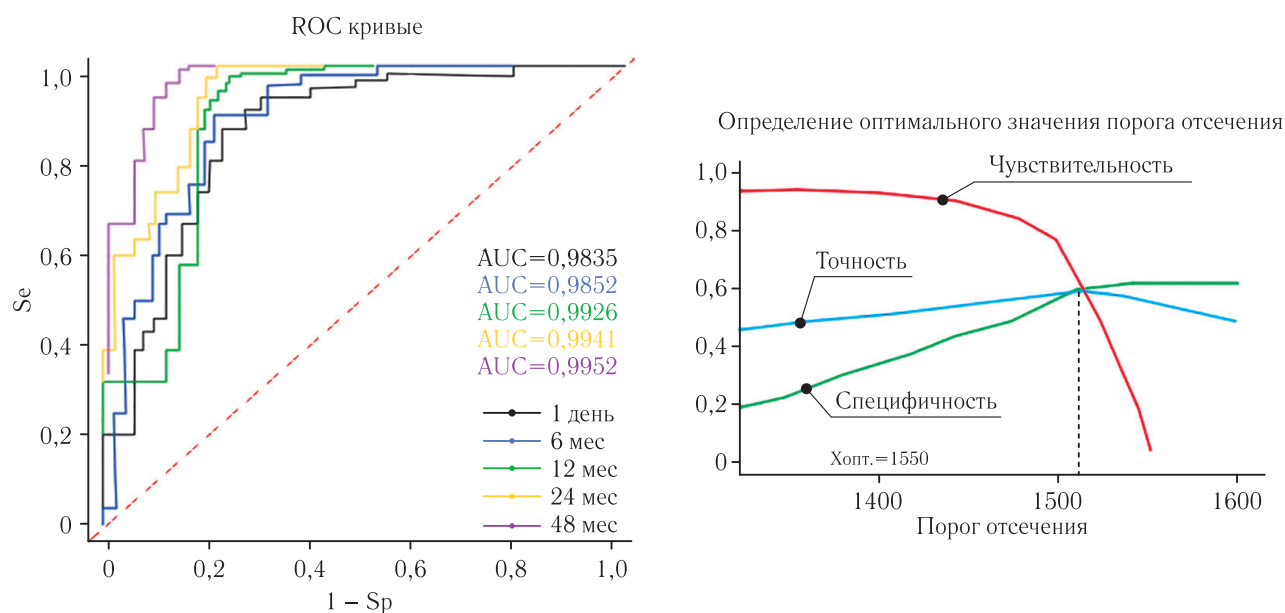 ROC кривые
1,0
0,8
0,6
0,4
0,2
0
Se
AUC=0,9835
AUC=0,9852
AUC=0,9926
AUC=0,9941
AUC=0,9952
1 день
6 мес
12 мес
24 мес
48 мес
0 0,2 0,4 0,6 0,8 1,0
1 – Sp
Определение оптимального значения порога отсечения
1,0
0,8
0,6
0,4
0,2
0
Чувствительность
Точность
Специфичность
Xопт.=1550
1400 1500 1600
Порог отсечения